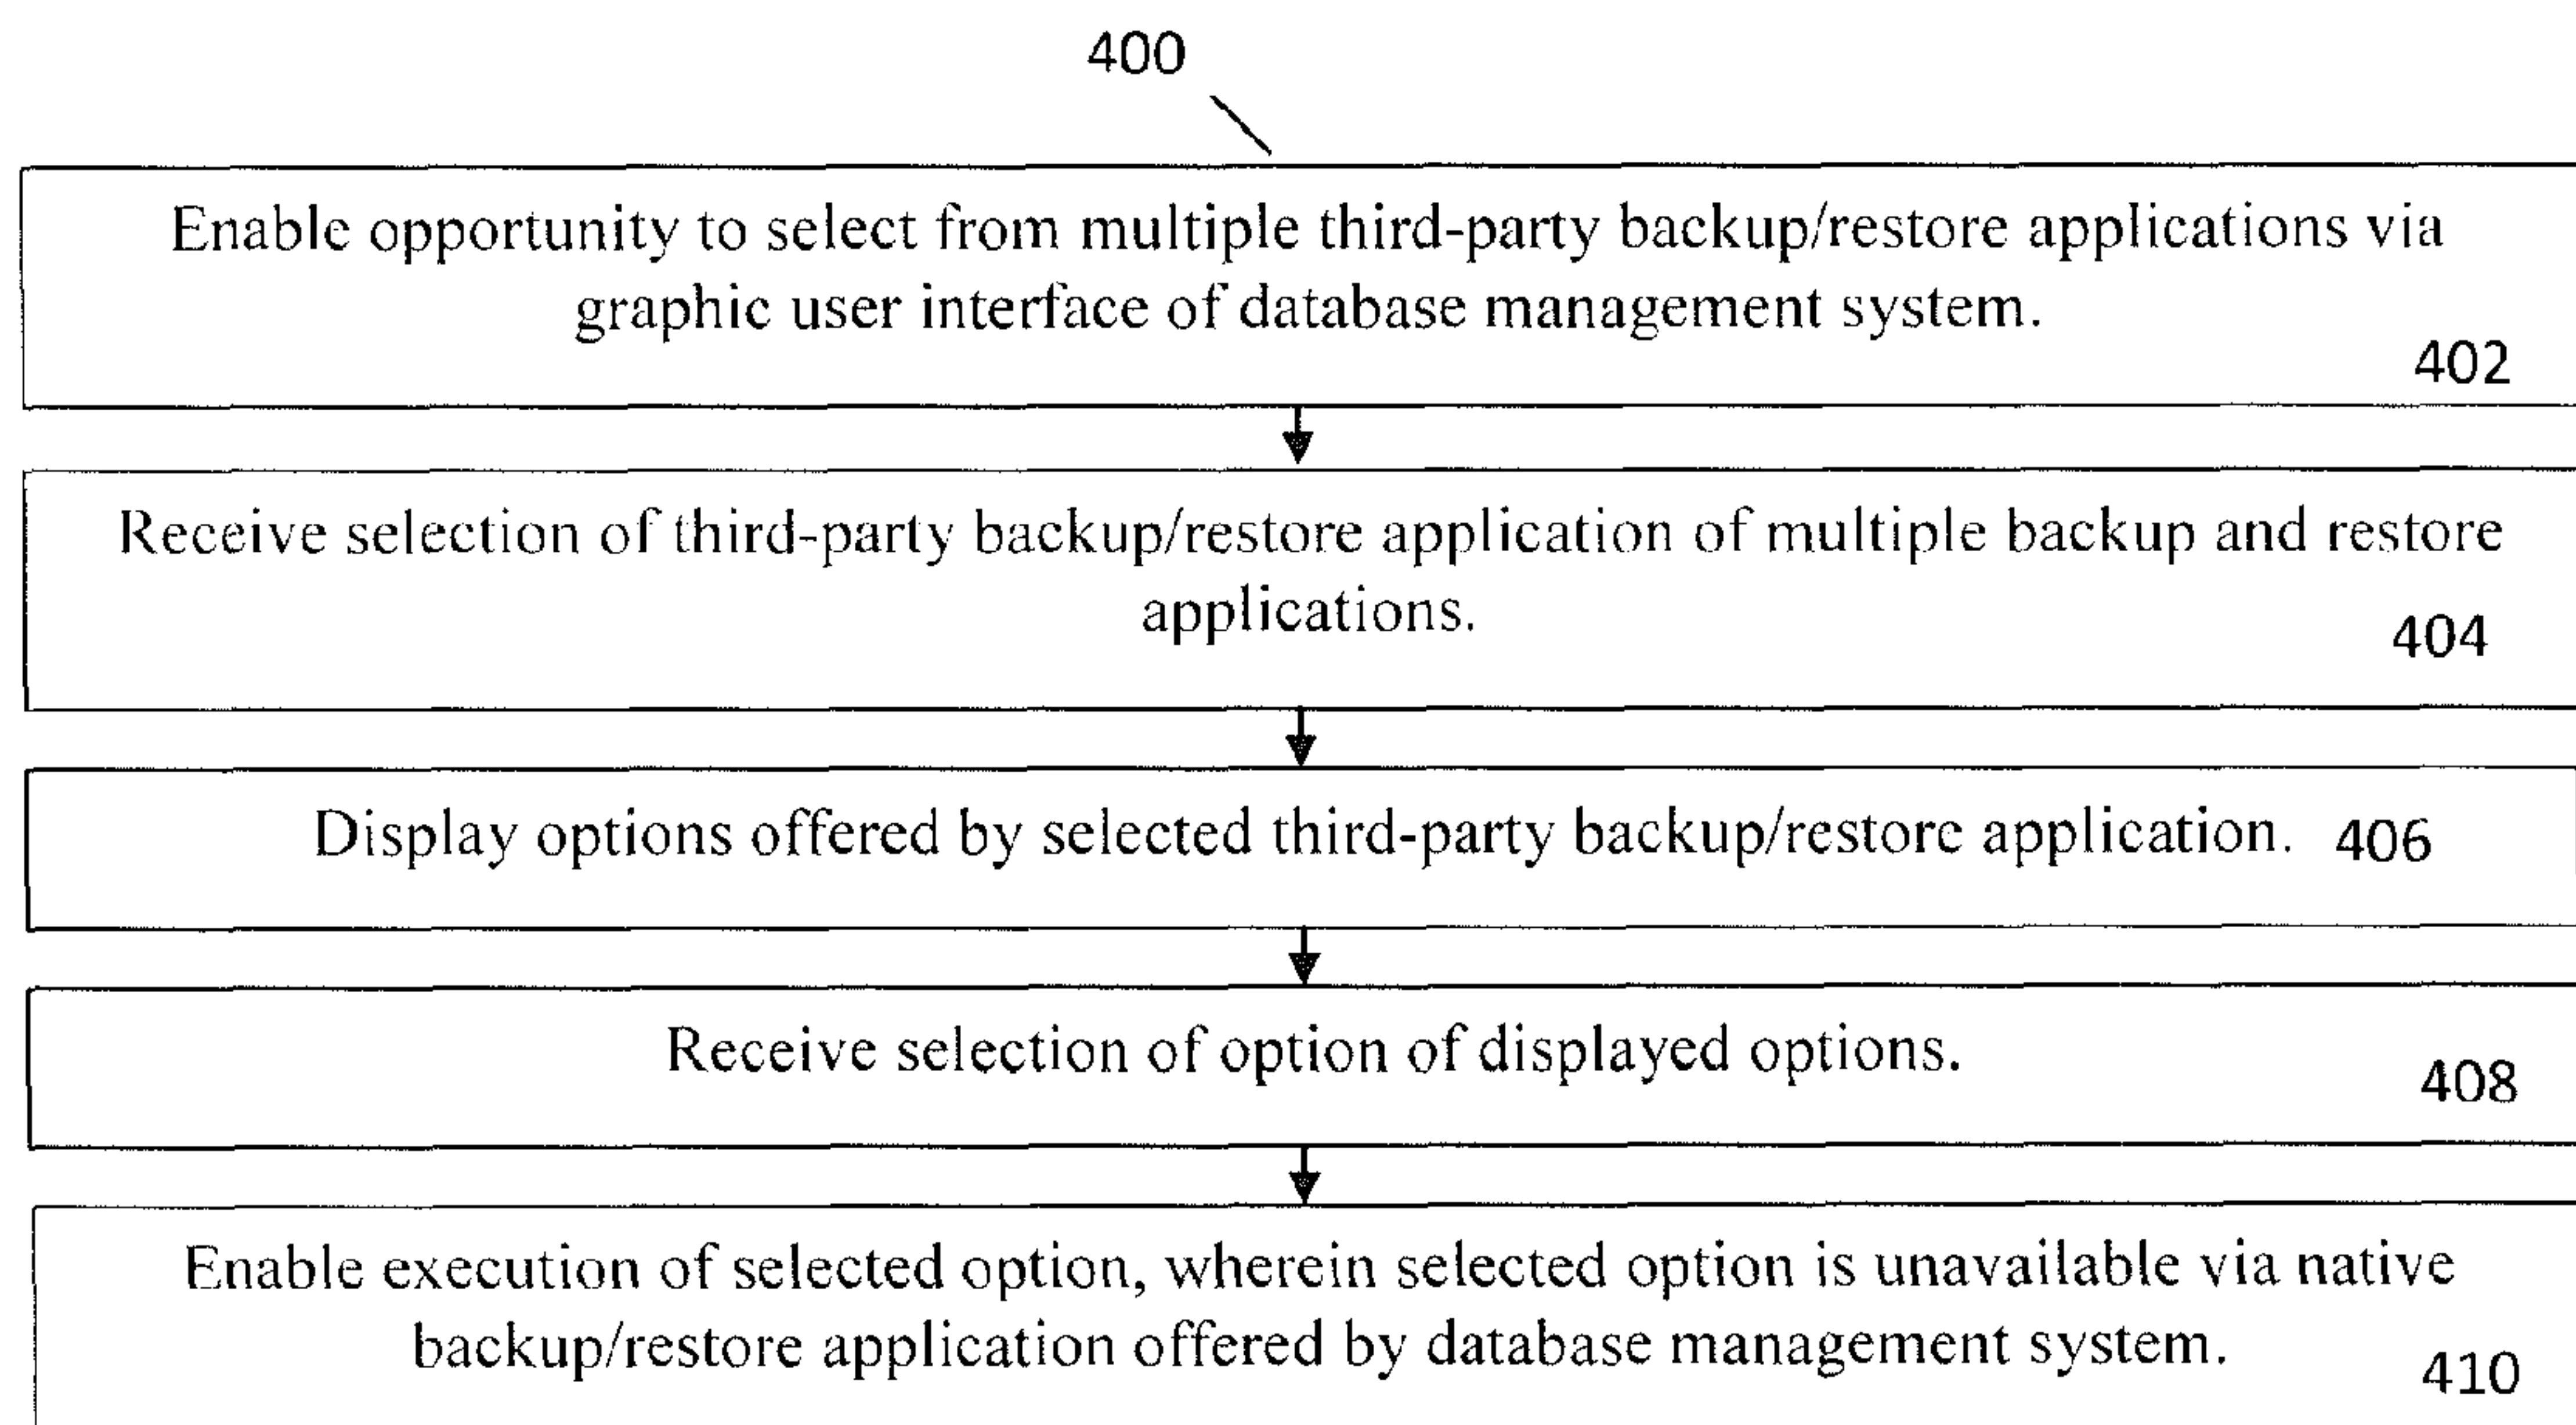 400
Enable opportunity to select from multiple third-party backup/restore applications via
graphic user interface of database management system.
402
Receive selection of third-party backup/restore application of multiple backup and restore
applications.
404
Display options offered by selected third-party backup/restore application. 406
Receive selection of option of displayed options.
408
Enable execution of selected option, wherein selected option is unavailable via native
backup/restore application offered by database management system.
410